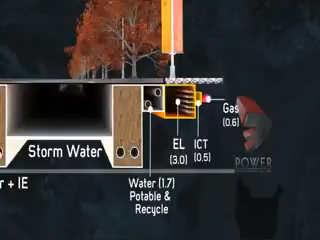 Gas
(0.6)
EL
(3.0)
ICT
(0.5)
Storm Water
POWER
r + IE
Water (1.7)
Potable &
Recycle